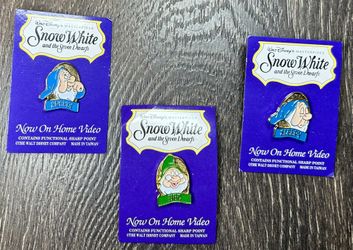 WALT DISNEY'S MASTERPIECE
Snow White
and the Seven Dwarfs
Now On Home Video
CONTAINS FUNCTIONAL SHARP POINT
©THE WALT DISNEY COMPANY MADE IN TAIWAN
WALT DISNEY'S MASTERPIECE
Snow White
and the Seven Dwarfs
Now On Home Video
CONTAINS FUNCTIONAL SHARP POINT
©THE WALT DISNEY COMPANY MADE IN TAIWAN
WALT DISNEY'S MASTERPIECE
Snow White
and the Seven Dwarfs
Now On Home Video
CONTAINS FUNCTIONAL SHARP POINT
©THE WALT DISNEY COMPANY MADE IN TAIWAN